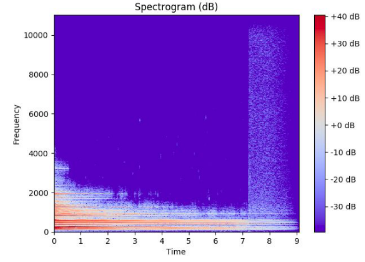 Spectrogram (dB)
10000
8000
6000
4000
2000
0
Frequency
0 1 2 3 4 5 6 7 8 9
Time
+40 dB
+30 dB
+20 dB
+10 dB
+0 dB
-10 dB
-20 dB
-30 dB